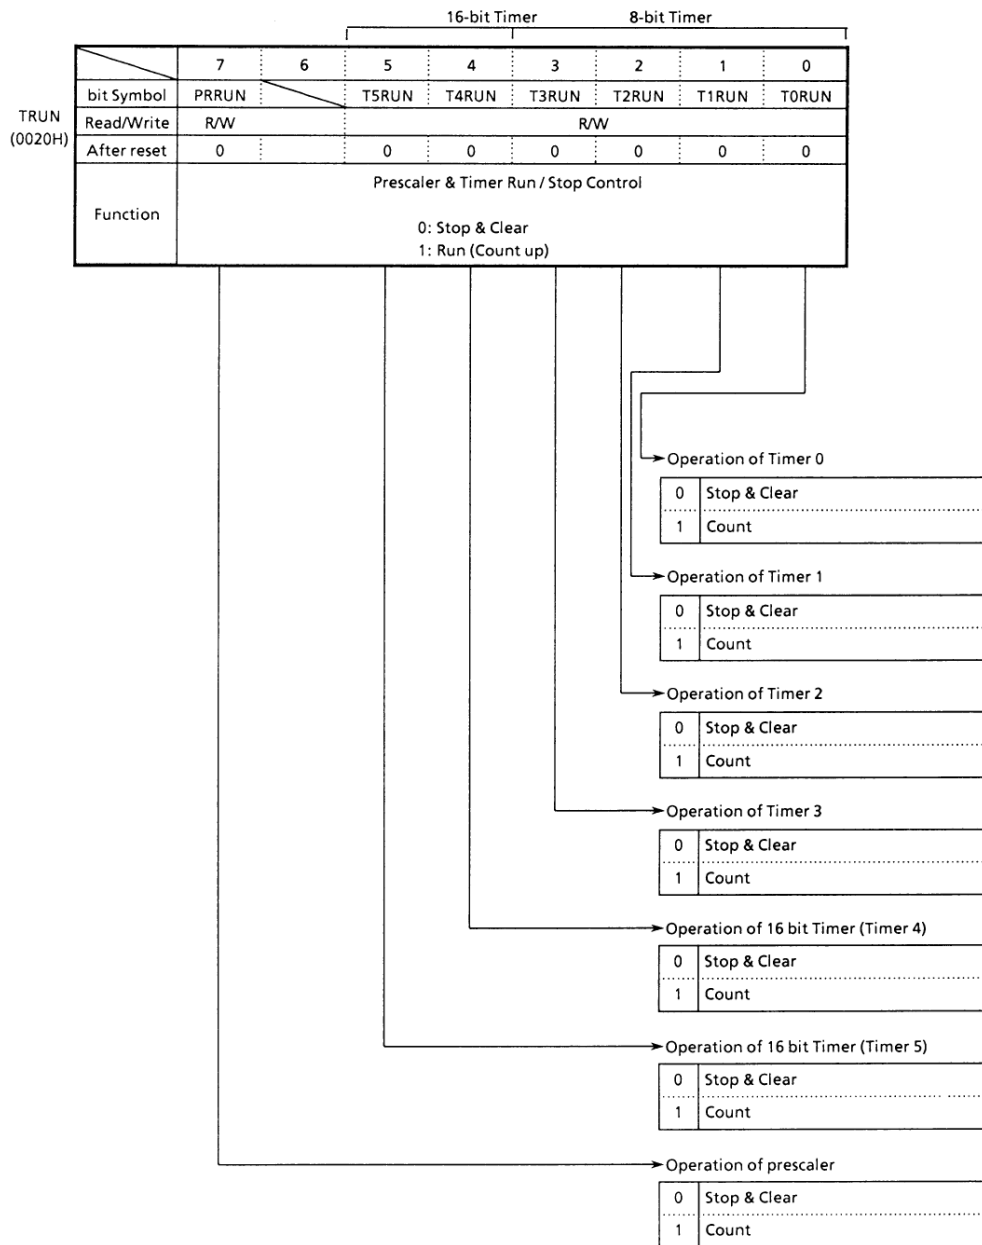 16-bit Timer 8-bit Timer
7 6 5 4 3 2 1 0
bit Symbol PRRUN T5RUN T4RUN T3RUN T2RUN T1RUN T0RUN
TRUN
(0020H)
Read/Write R/W R/W
After reset 0 0 0 0 0 0 0
Function
Prescaler & Timer Run / Stop Control
0: Stop & Clear
1: Run (Count up)
Operation of Timer 0
0 Stop & Clear
1 Count
Operation of Timer 1
0 Stop & Clear
1 Count
Operation of Timer 2
0 Stop & Clear
1 Count
Operation of Timer 3
0 Stop & Clear
1 Count
Operation of 16 bit Timer (Timer 4)
0 Stop & Clear
1 Count
Operation of 16 bit Timer (Timer 5)
0 Stop & Clear
1 Count
Operation of prescaler
0 Stop & Clear
1 Count